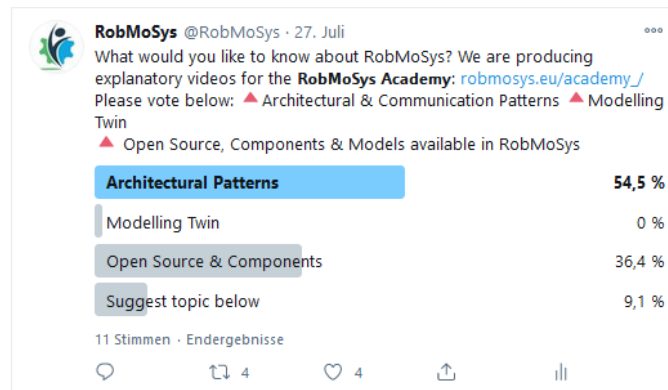 RobMoSys @RobMoSys · 27. Juli
What would you like to know about RobMoSys? We are producing
explanatory videos for the RobMoSys Academy: robmosys.eu/academy_/
Please vote below: 🔺Architectural & Communication Patterns 🔺Modelling
Twin
🔺 Open Source, Components & Models available in RobMoSys
Architectural Patterns 54,5 %
Modelling Twin 0 %
Open Source & Components 36,4 %
Suggest topic below 9,1 %
11 Stimmen · Endergebnisse
4 4